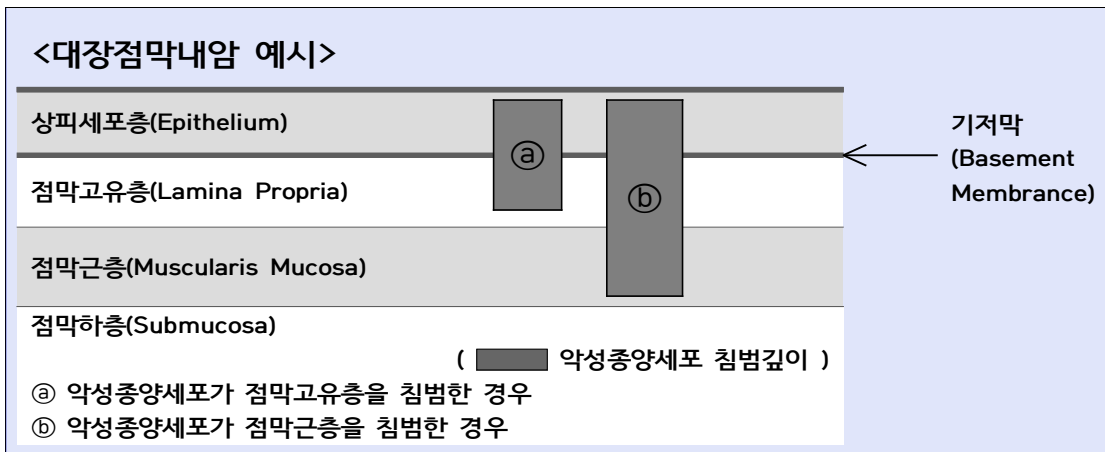 <대장점막내암 예시>
상피세포층(Epithelium)
ⓐ
기저막
(Basement
Membrance)
점막고유층(Lamina Propria)
ⓑ
점막근층(Muscularis Mucosa)
점막하층(Submucosa)
( 악성종양세포 침범깊이 )
ⓐ 악성종양세포가 점막고유층을 침범한 경우
ⓑ 악성종양세포가 점막근층을 침범한 경우